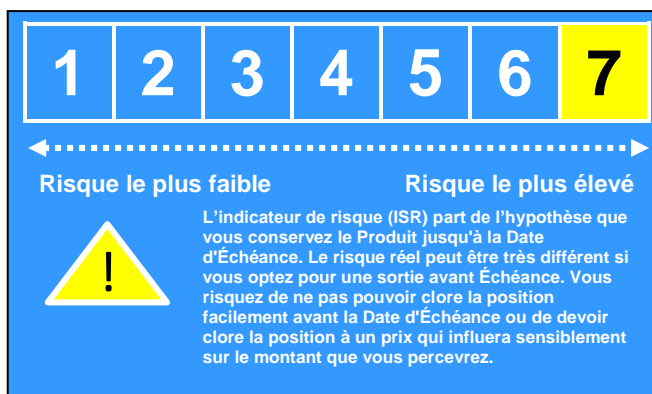 1 2 3 4 5 6 7
Risque le plus faible Risque le plus élevé
L'indicateur de risque (ISR) part de l'hypothèse que
vous conservez le Produit jusqu'à la Date
d'Échéance. Le risque réel peut être très différent si
vous optez pour une sortie avant Échéance. Vous
risquez de ne pas pouvoir clore la position
facilement avant la Date d'Échéance ou de devoir
clore la position à un prix qui influera sensiblement
sur le montant que vous percevrez.
!